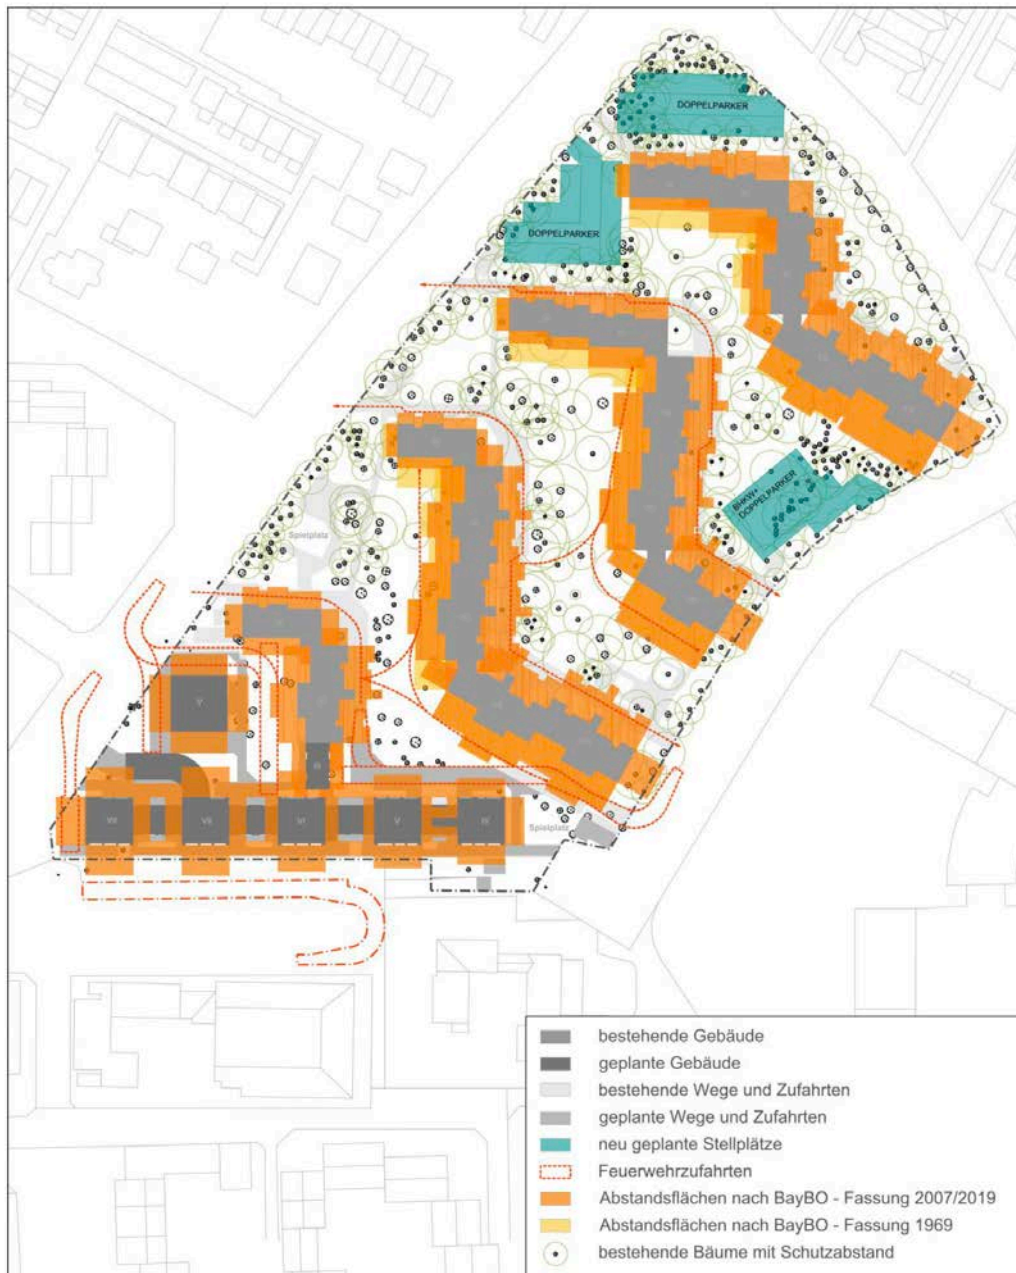 DOPPELPARKER
DOPPELPARKER
BHKW+
DOPPELPARKER
Spielplatz
V
VII
VII
VI
V
IV
Spielplatz
bestehende Gebäude
geplante Gebäude
bestehende Wege und Zufahrten
geplante Wege und Zufahrten
neu geplante Stellplätze
Feuerwehrzufahrten
Abstandsflächen nach BayBO - Fassung 2007/2019
Abstandsflächen nach BayBO - Fassung 1969
bestehende Bäume mit Schutzabstand